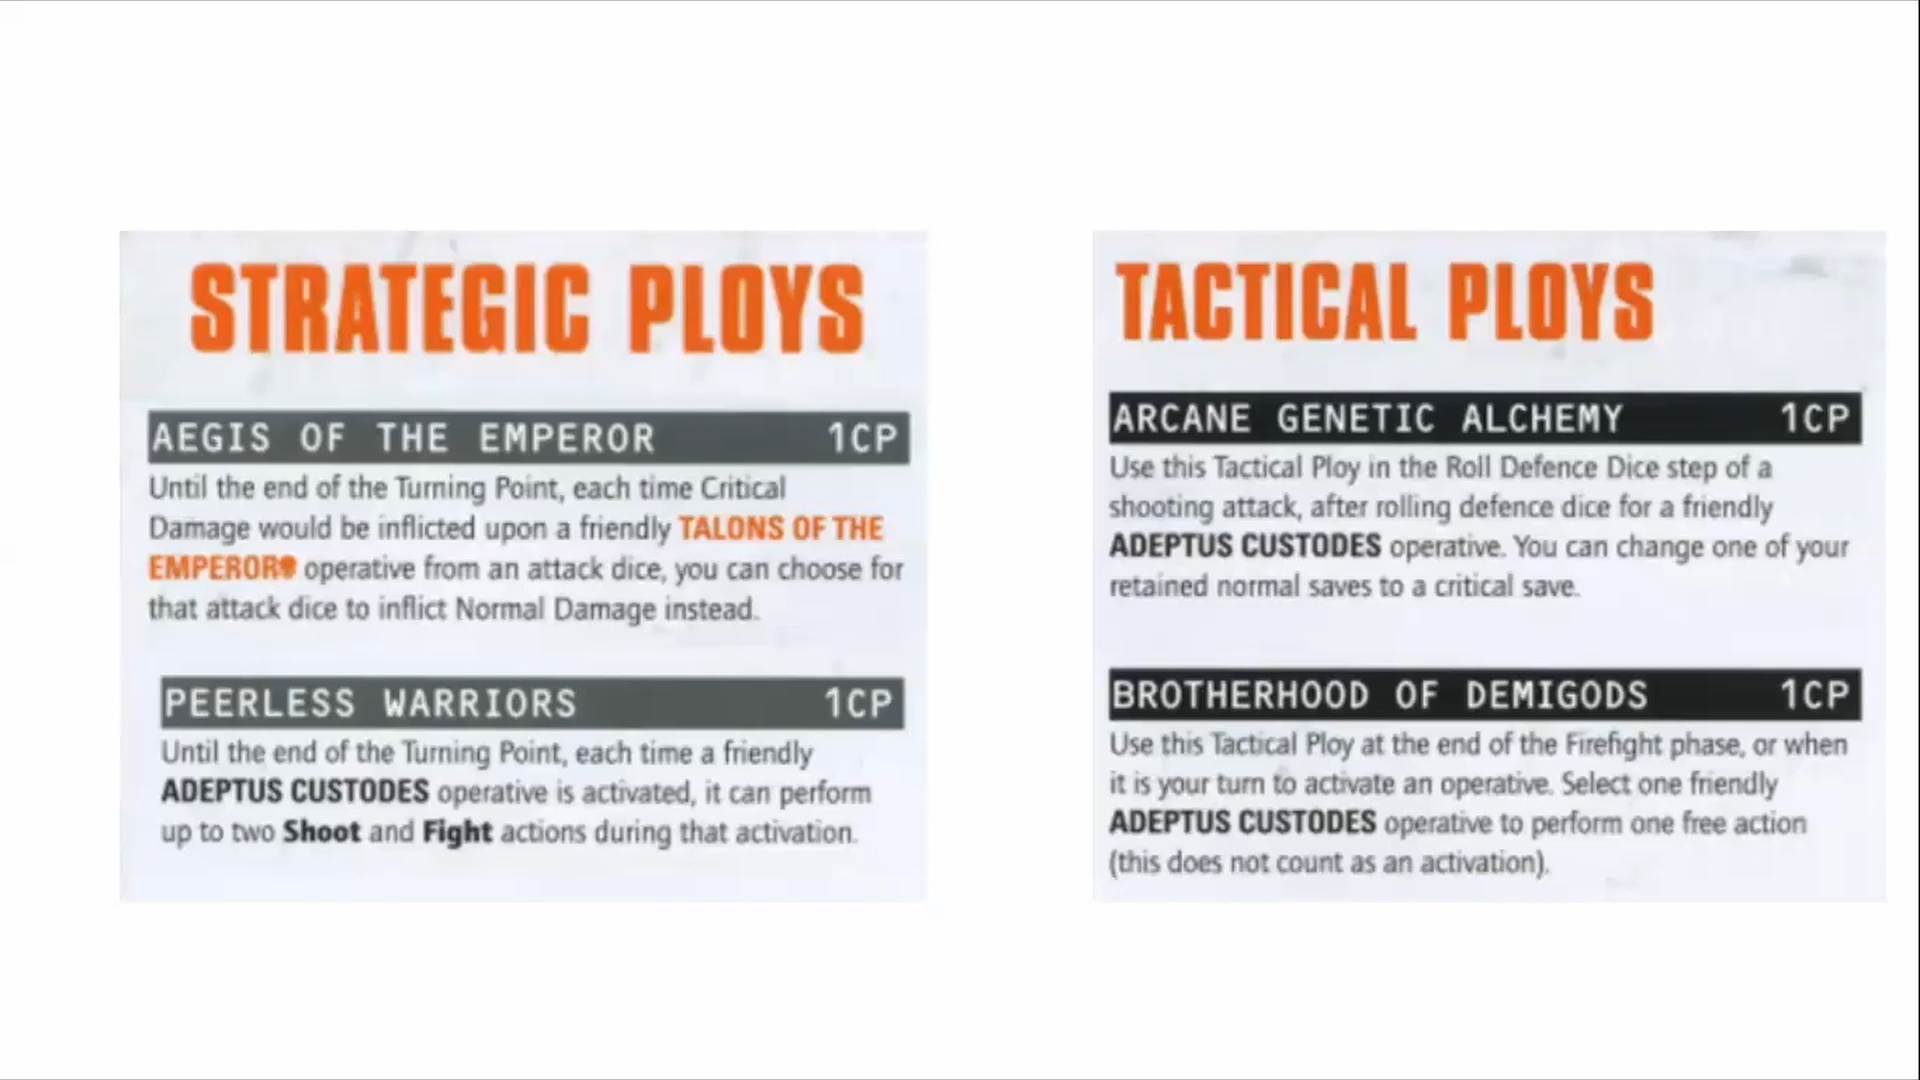 STRATEGIC PLOYS
AEGIS OF THE EMPEROR 1CP
Until the end of the Turning Point, each time Critical
Damage would be inflicted upon a friendly TALONS OF THE
EMPEROR operative from an attack dice, you can choose for
that attack dice to inflict Normal Damage instead.
PEERLESS WARRIORS 1CP
Until the end of the Turning Point, each time a friendly
ADEPTUS CUSTODES operative is activated, it can perform
up to two Shoot and Fight actions during that activation.
TACTICAL PLOYS
ARCANE GENETIC ALCHEMY 1CP
Use this Tactical Ploy in the Roll Defence Dice step of a
shooting attack, after rolling defence dice for a friendly
ADEPTUS CUSTODES operative. You can change one of your
retained normal saves to a critical save.
BROTHERHOOD OF DEMIGODS 1CP
Use this Tactical Ploy at the end of the Firefight phase, or when
it is your turn to activate an operative. Select one friendly
ADEPTUS CUSTODES operative to perform one free action
(this does not count as an activation).